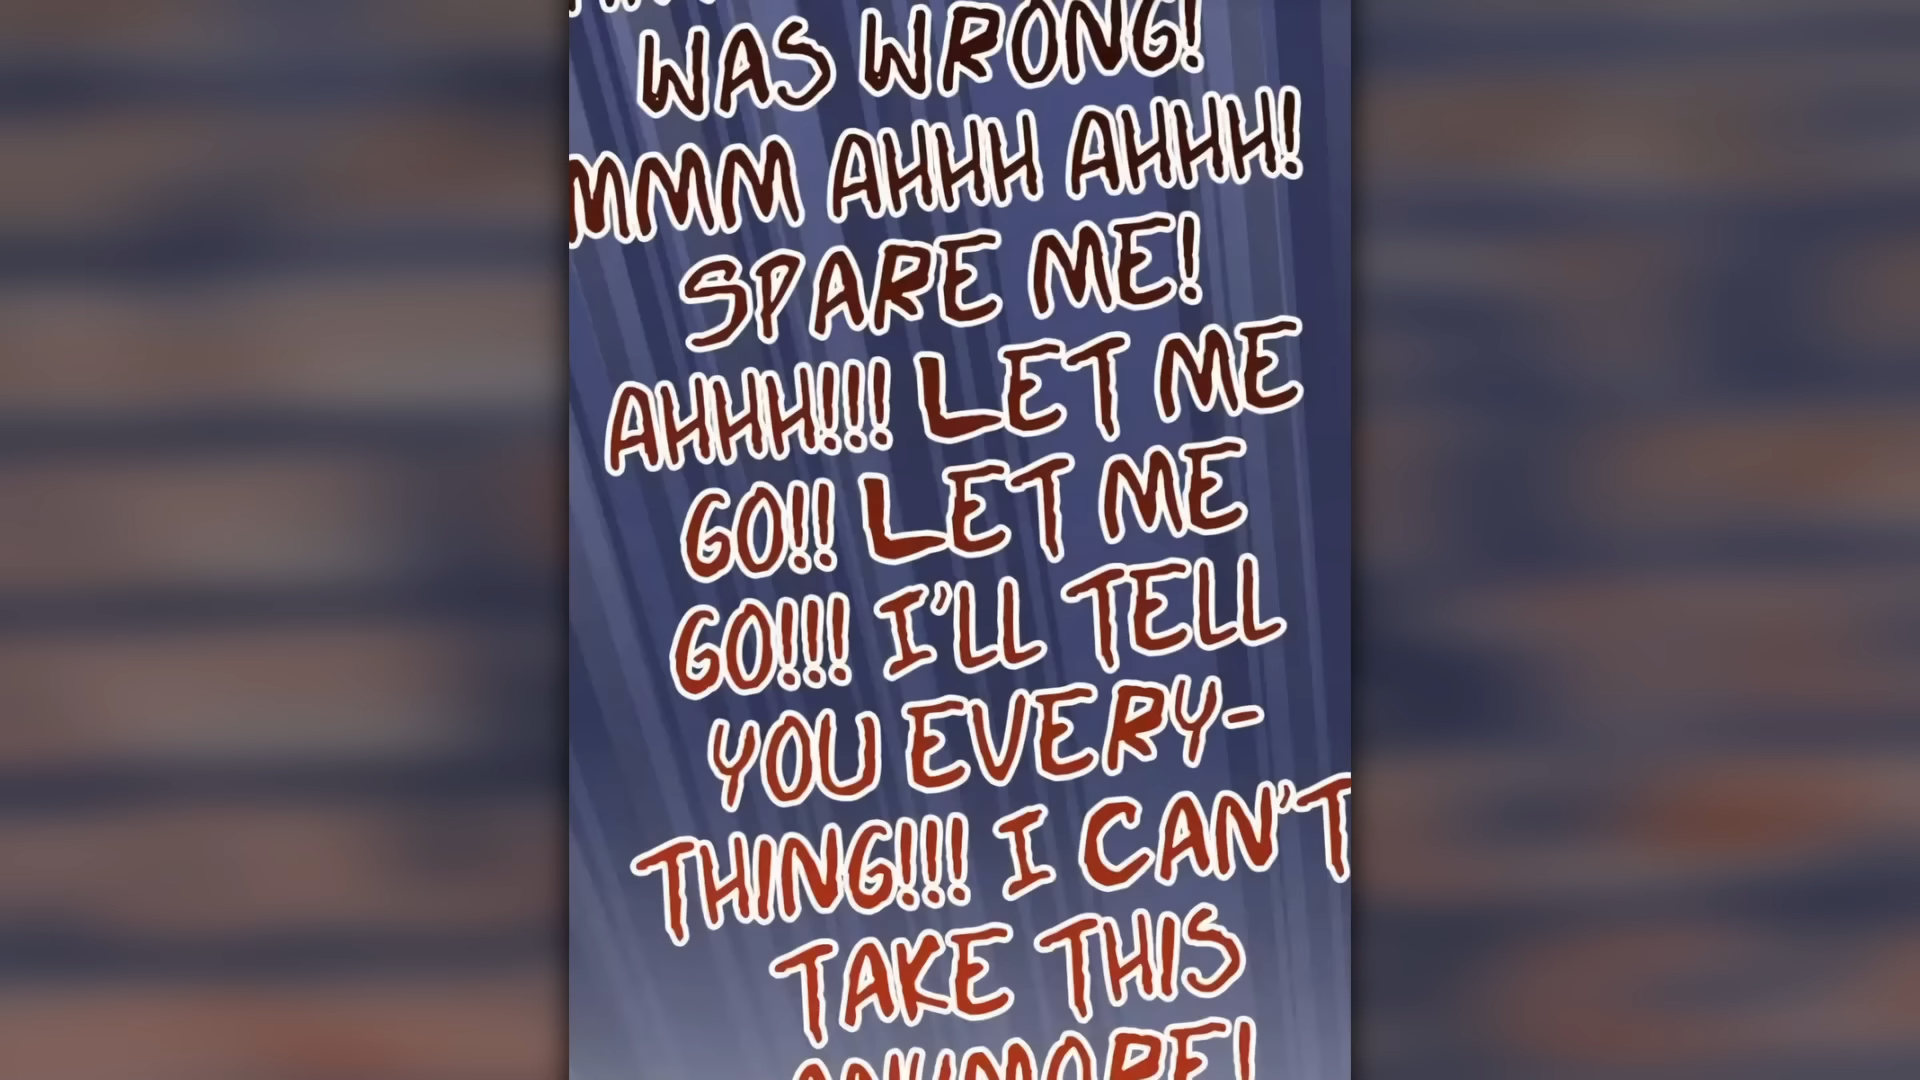 WAS WRONG!
MMM AHHH AHHH!
SPARE ME!
AHHH!!! LET ME
GO!! LET ME
GO!!! I'LL TELL
YOU EVERY-
THING!!! I CAN'T
TAKE THIS
ANYMORE!